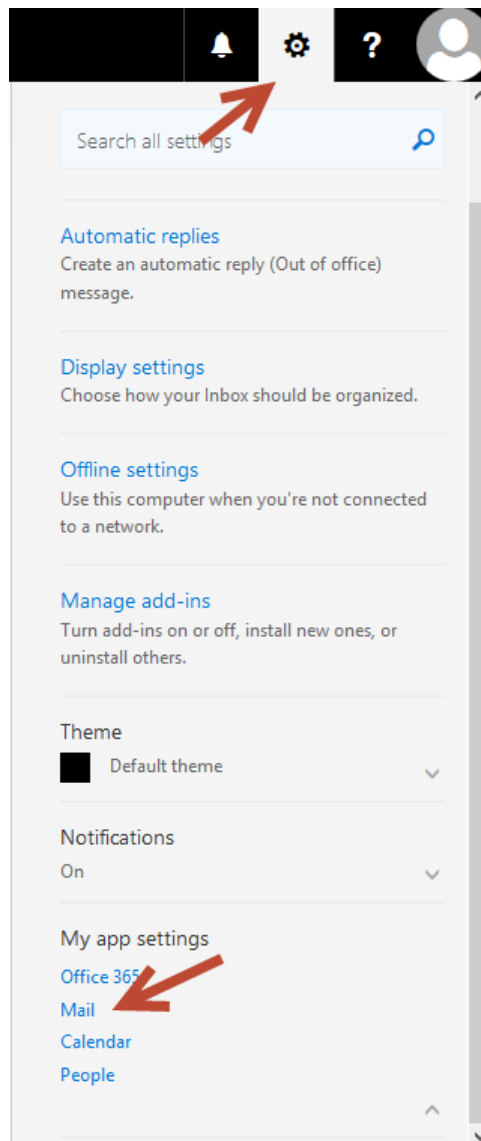 ?
Search all settings
Automatic replies
Create an automatic reply (Out of office)
message.
Display settings
Choose how your Inbox should be organized.
Offline settings
Use this computer when you're not connected
to a network.
Manage add-ins
Turn add-ins on or off, install new ones, or
uninstall others.
Theme
Default theme
Notifications
On
My app settings
Office 365
Mail
Calendar
People